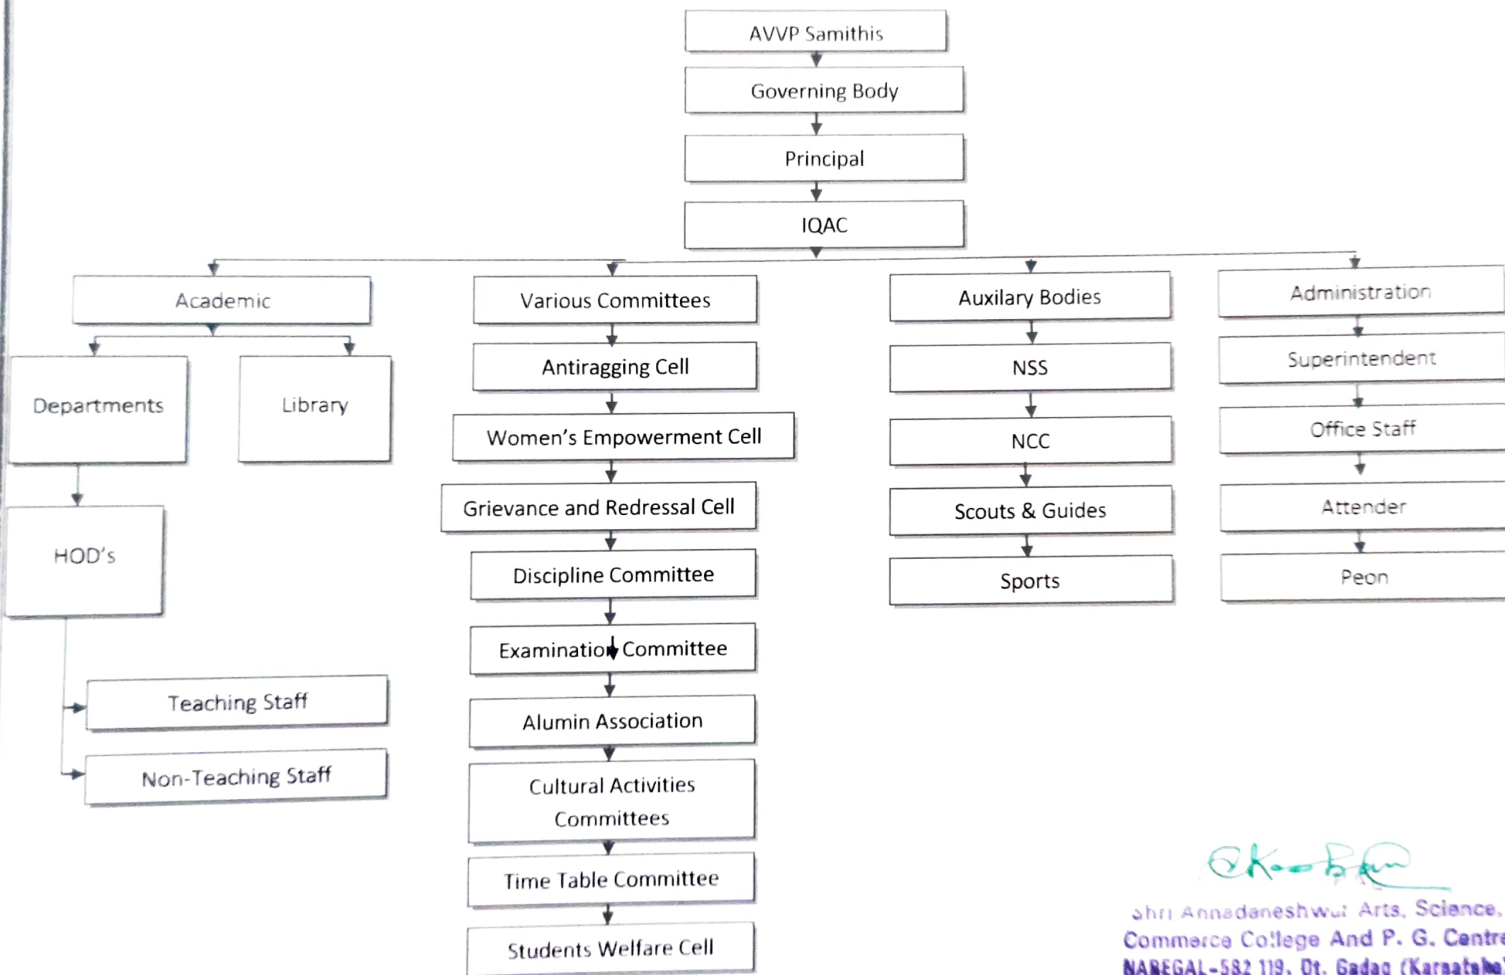 AVVP Samithis
Governing Body
Principal
IQAC
Academic
Various Committees
Auxilary Bodies
Administration
Departments
Library
Antiragging Cell
NSS
Superintendent
Women's Empowerment Cell
NCC
Office Staff
HOD's
Grievance and Redressal Cell
Scouts & Guides
Attender
Discipline Committee
Sports
Peon
Teaching Staff
Examination Committee
Non-Teaching Staff
Alumin Association
Cultural Activities
Committees
Time Table Committee
Students Welfare Cell
Shri Annadaneshwar Arts, Science,
Commerce College And P. G. Centre
NAREGAL-582 119. Dt. Gadag (Karnataka)